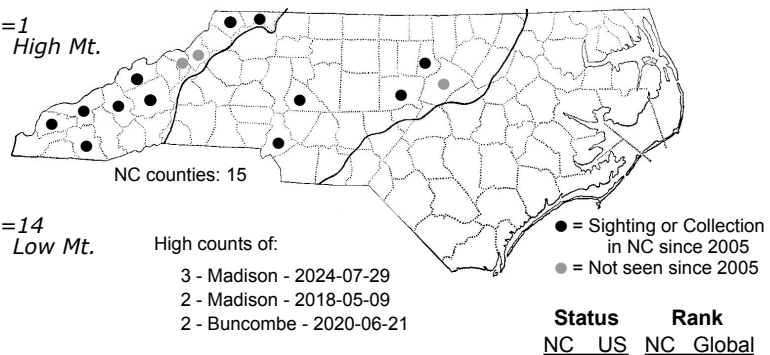 =1
High Mt.
NC counties: 15
=14
Low Mt.
High counts of:
3 - Madison - 2024-07-29
2 - Madison - 2018-05-09
2 - Buncombe - 2020-06-21
● = Sighting or Collection
in NC since 2005
● = Not seen since 2005
Status Rank
NC US NC Global